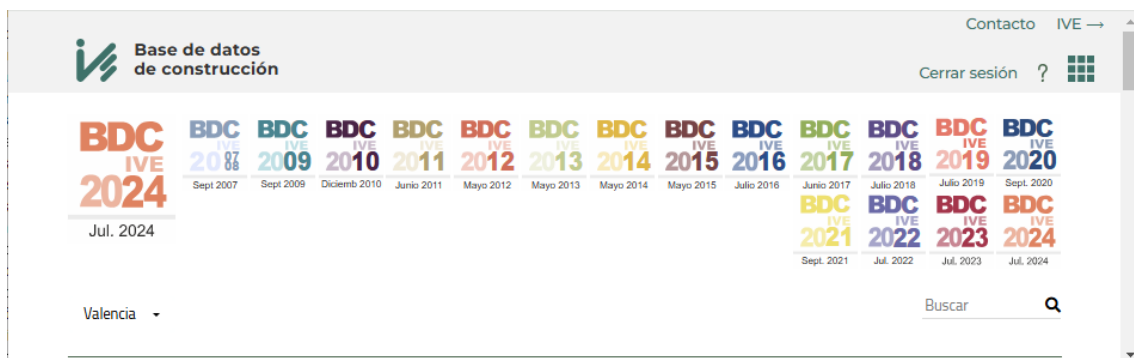 Contacto IVE →
Base de datos
de construcción
Cerrar sesión ?
BDC
IVE
2024
Jul. 2024
BDC IVE 20 07 08 Sept 2007
BDC IVE 2009 Sept 2009
BDC IVE 2010 Diciemb 2010
BDC IVE 2011 Junio 2011
BDC IVE 2012 Mayo 2012
BDC IVE 2013 Mayo 2013
BDC IVE 2014 Mayo 2014
BDC IVE 2015 Mayo 2015
BDC IVE 2016 Julio 2016
BDC IVE 2017 Junio 2017
BDC IVE 2018 Julio 2018
BDC IVE 2019 Julio 2019
BDC IVE 2020 Sept. 2020
BDC IVE 2021 Sept. 2021
BDC IVE 2022 Jul. 2022
BDC IVE 2023 Jul. 2023
BDC IVE 2024 Jul. 2024
Valencia
Buscar